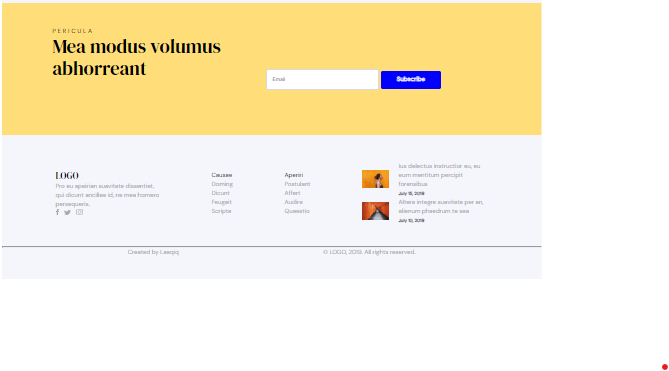 PERICULA
Mea modus volumus
abhorreant
Email
Subscribe
LOGO
Pro eu apeirian suavitate dissentiet,
qui dicunt ancillae id, ne mea homero
persequeris.
Causae
Doming
Dicunt
Feugait
Scripta
Aperiri
Postulant
Affert
Audire
Quaestio
Ius delectus instructior eu, eu
eum mentitum percipit
forensibus
July 15, 2019
Altera integre suavitate per an,
alienum phaedrum te sea
July 10, 2019
Created by Leeqiq
© LOGO, 2019. All rights reserved.